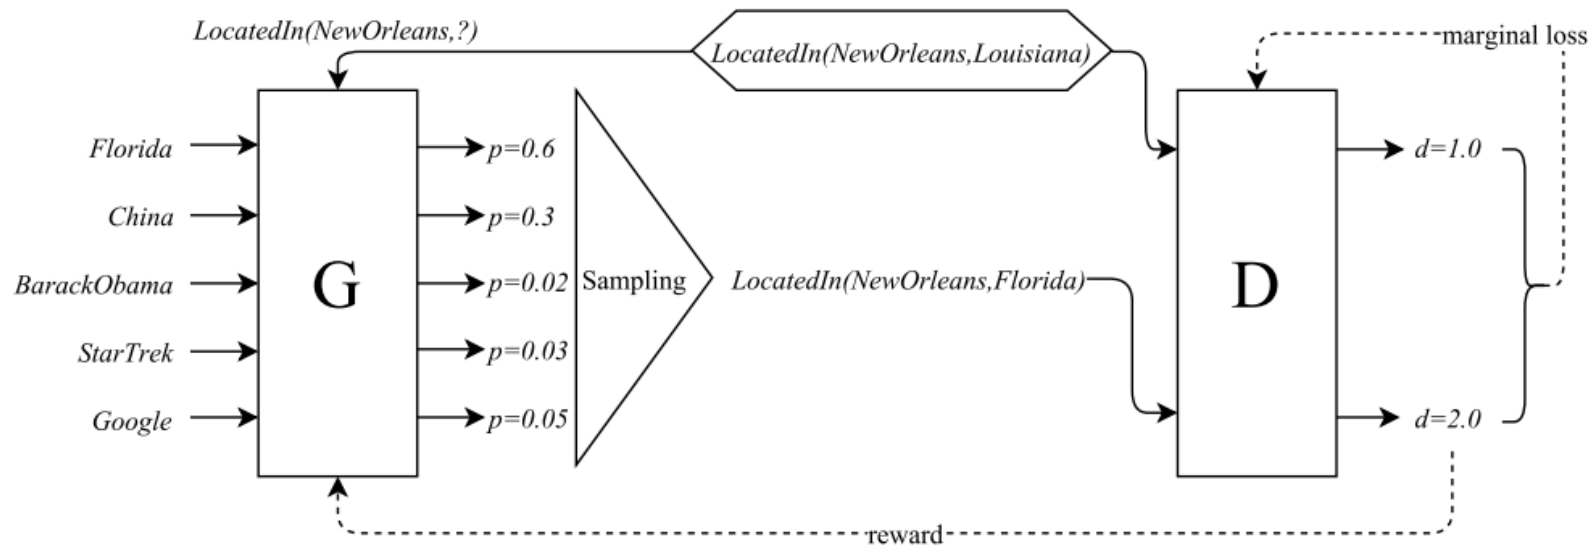 LocatedIn(NewOrleans,?)
LocatedIn(NewOrleans,Louisiana)
marginal loss
Florida
p=0.6
d=1.0
China
p=0.3
BarackObama
G
p=0.02
Sampling
LocatedIn(NewOrleans,Florida)
D
StarTrek
p=0.03
Google
p=0.05
d=2.0
reward